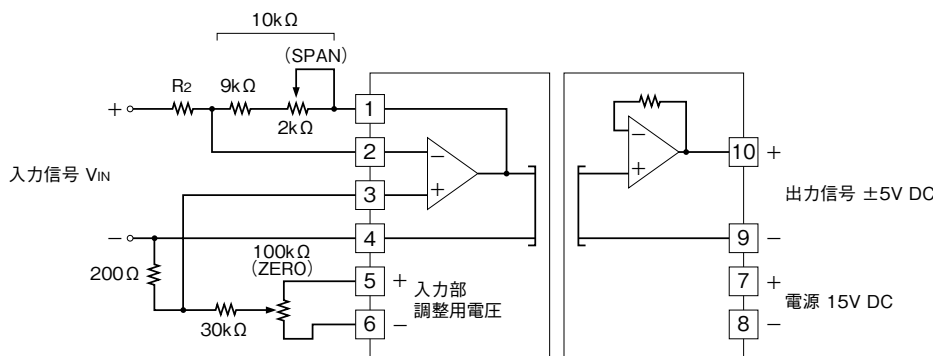 10kΩ
(SPAN)
R2
9kΩ
2kΩ
+
1
2
3
4
5
6
−
+
入力信号 VIN
−
200Ω
30kΩ
100kΩ
(ZERO)
+
−
入力部
調整用電圧
−
+
10
+
出力信号 ±5V DC
9
−
7
+
電源 15V DC
8
−